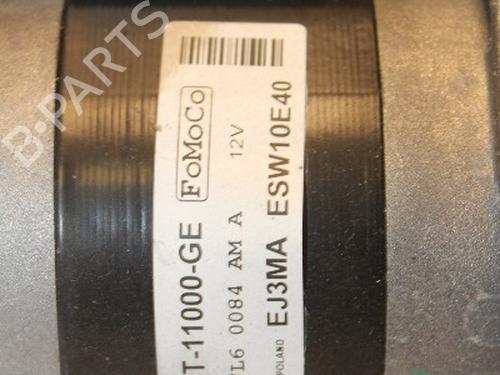 FoMoCo
12V
T-11000-GE
L6 0084 AM A
EJ3MA ESW10E40
POLAND
B-PARTS